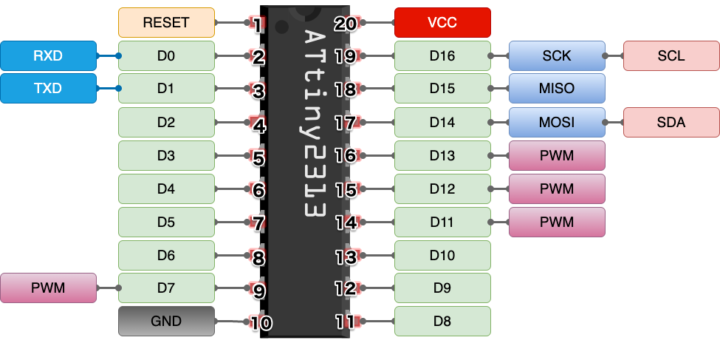 RESET 1 20 VCC
RXD D0 2 19 D16 SCK SCL
TXD D1 3 18 D15 MISO
D2 4 17 D14 MOSI SDA
D3 5 16 D13 PWM
D4 6 15 D12 PWM
D5 7 14 D11 PWM
D6 8 13 D10
PWM D7 9 12 D9
GND 10 11 D8
ATtiny2313